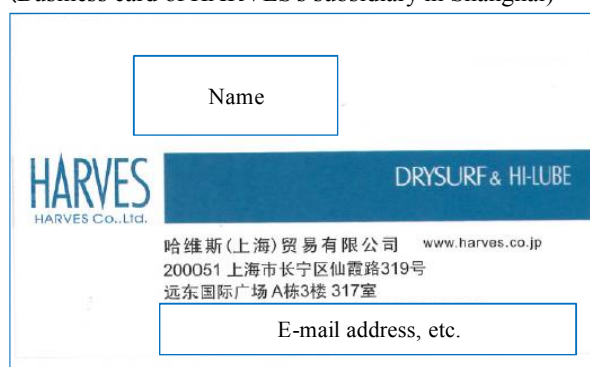 (Business card of HARVES's subsidiary in Shanghai)
Name
HARVES
HARVES Co.,Ltd.
DRYSURF & HI-LUBE
哈维斯(上海)贸易有限公司 www.harves.co.jp
200051 上海市长宁区仙霞路319号
远东国际广场A栋3楼 317室
E-mail address, etc.